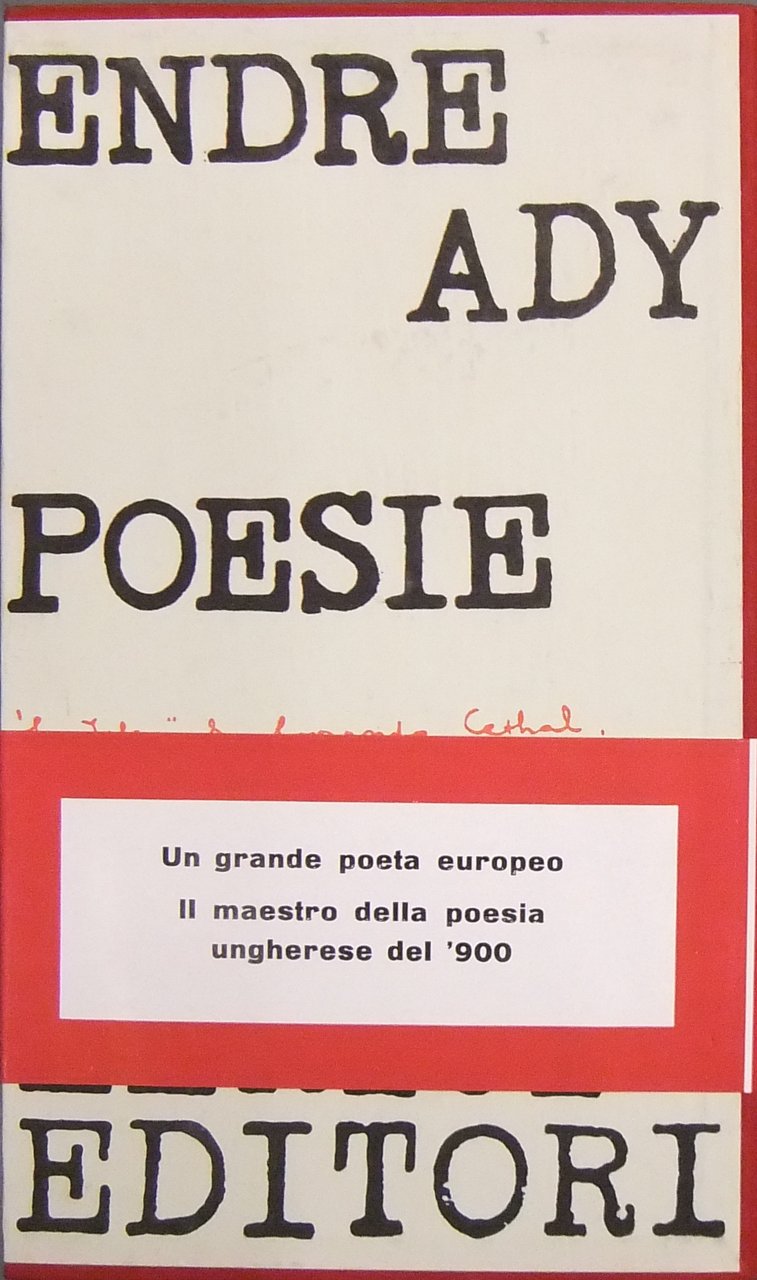 ENDRE
ADY
POESIE
Un grande poeta europeo
Il maestro della poesia
ungherese del '900
EDITORI